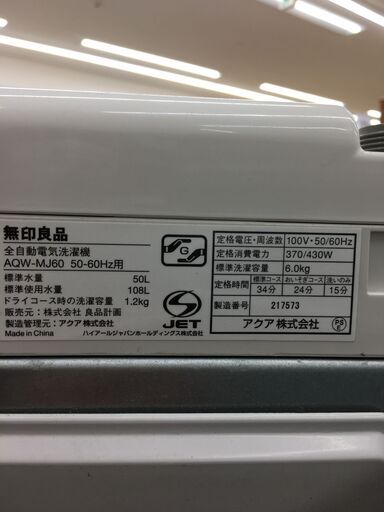 無印良品
全自動電気洗濯機
AQW-MJ60 50-60Hz用
標準水量 50L
標準使用水量 108L
ドライコース時の洗濯容量 1.2kg
販売元：株式会社 良品計画
製造管理元：アクア株式会社
Made in China ハイアールジャパンホールディングス株式会社
G
S
JET
定格電圧・周波数 100V・50/60Hz
定格消費電力 370/430W
標準洗濯・脱水容量 6.0kg
定格時間 標準コース おいそぎコース 洗いのみ
34分 24分 15分
製造番号 217573
アクア株式会社
PS
E